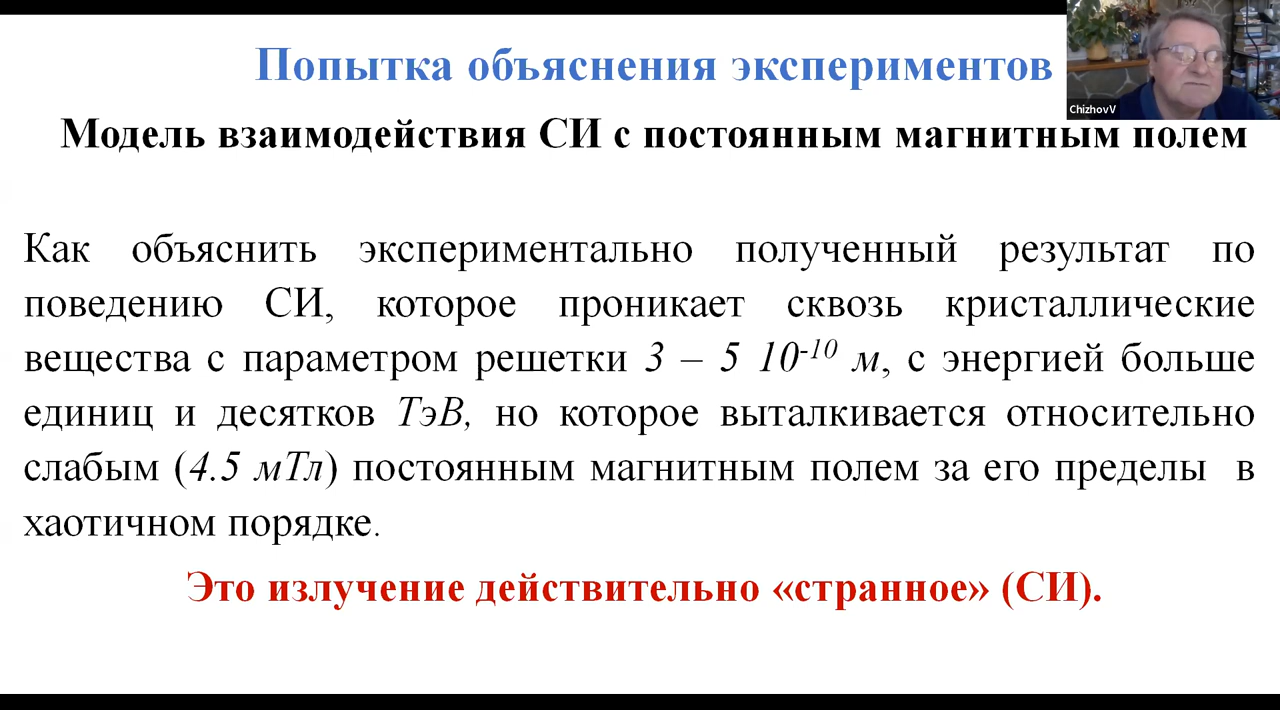 Попытка объяснения экспериментов
ChizhovV
Модель взаимодействия СИ с постоянным магнитным полем
Как объяснить экспериментально полученный результат по
поведению СИ, которое проникает сквозь кристаллические
вещества с параметром решетки 3 – 5 10⁻¹⁰ м, с энергией больше
единиц и десятков ТэВ, но которое выталкивается относительно
слабым (4.5 мТл) постоянным магнитным полем за его пределы в
хаотичном порядке.
Это излучение действительно «странное» (СИ).